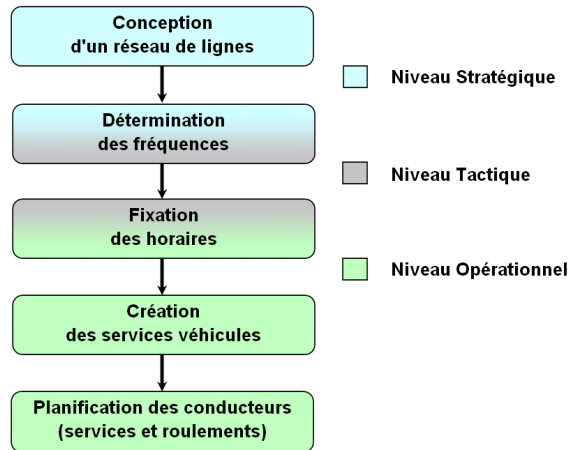 Conception
d'un réseau de lignes
Niveau Stratégique
Détermination
des fréquences
Niveau Tactique
Fixation
des horaires
Niveau Opérationnel
Création
des services véhicules
Planification des conducteurs
(services et roulements)